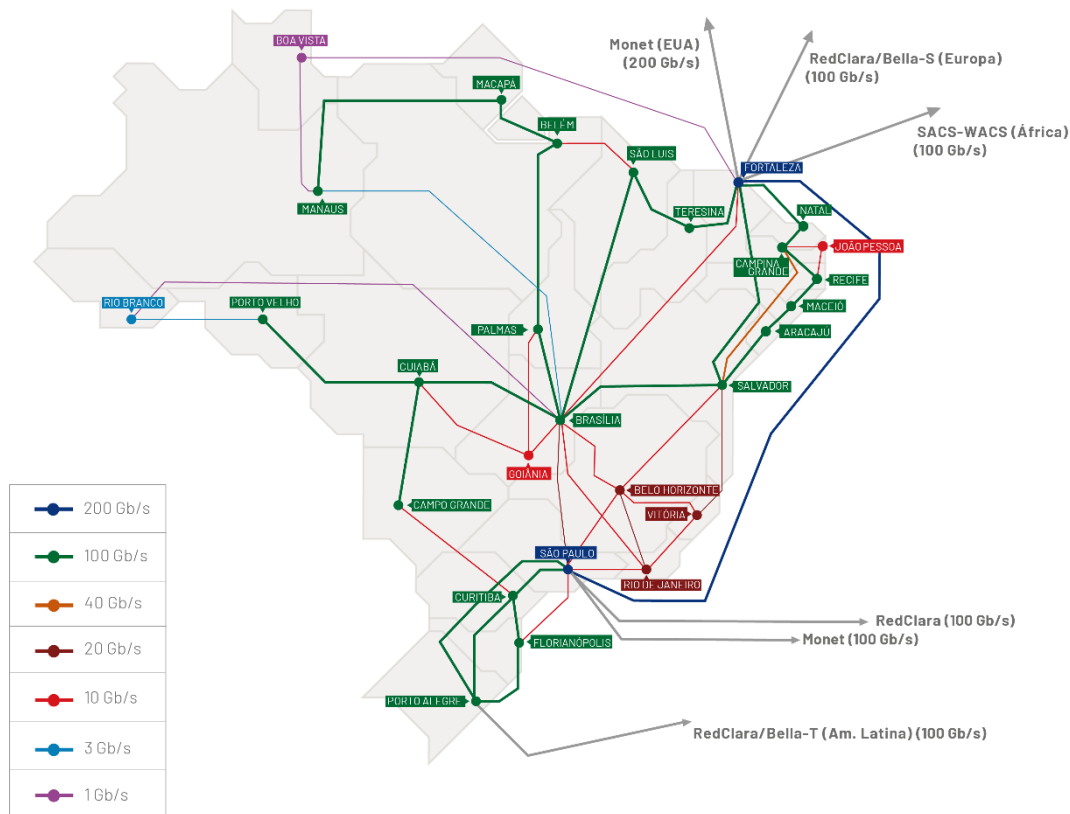 Monet (EUA)
(200 Gb/s)
RedClara/Bella-S (Europa)
(100 Gb/s)
SACS-WACS (África)
(100 Gb/s)
BOA VISTA
MACAPÁ
BELÉM
SÃO LUIS
FORTALEZA
MANAUS
TERESINA
NATAL
JOÃO PESSOA
CAMPINA
GRANDE
RECIFE
RIO BRANCO
PORTO VELHO
MACEIÓ
PALMAS
ARACAJU
CUIABÁ
SALVADOR
BRASÍLIA
GOIÂNIA
BELO HORIZONTE
CAMPO GRANDE
VITÓRIA
SÃO PAULO
RIO DE JANEIRO
CURITIBA
RedClara (100 Gb/s)
Monet (100 Gb/s)
FLORIANÓPOLIS
PORTO ALEGRE
RedClara/Bella-T (Am. Latina) (100 Gb/s)
200 Gb/s
100 Gb/s
40 Gb/s
20 Gb/s
10 Gb/s
3 Gb/s
1 Gb/s